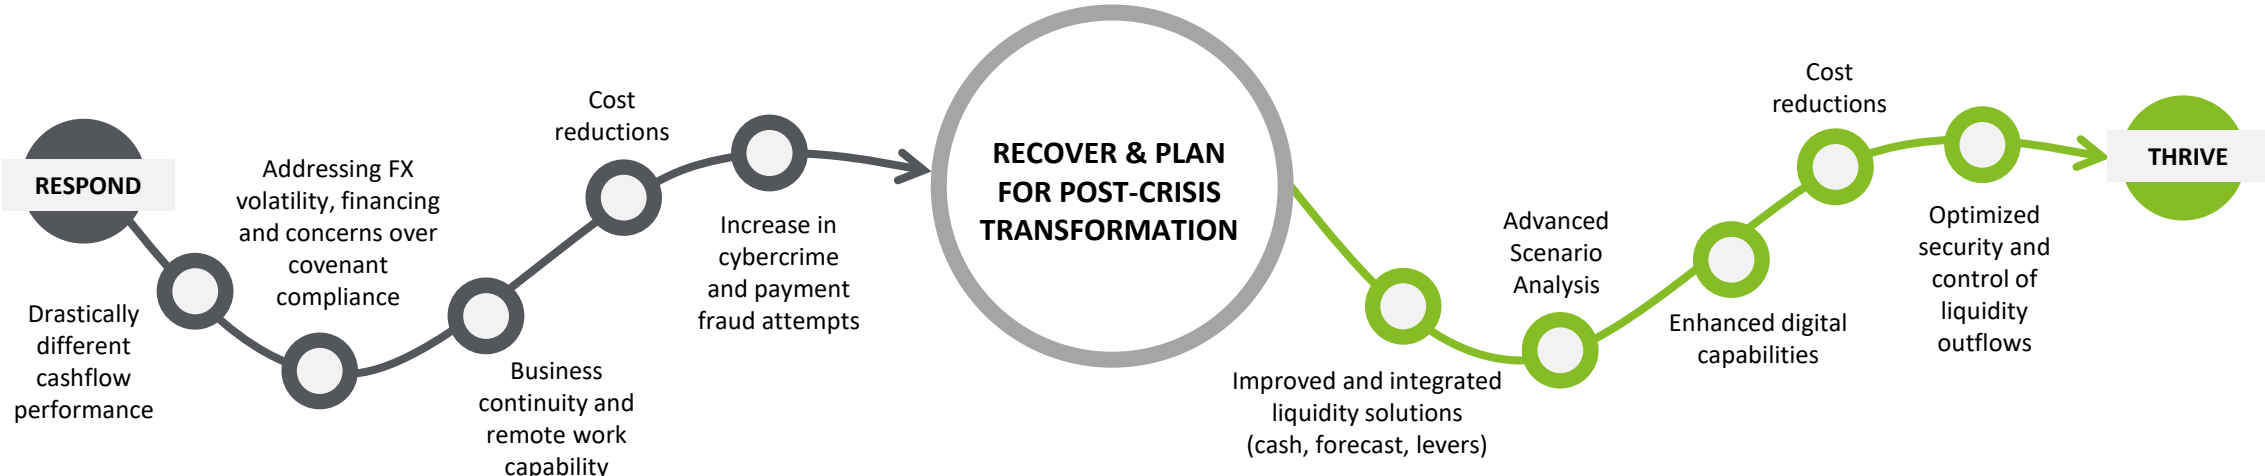 RESPOND
Drastically
different
cashflow
performance
Addressing FX
volatility, financing
and concerns over
covenant
compliance
Business
continuity and
remote work
capability
Cost
reductions
Increase in
cybercrime
and payment
fraud attempts
RECOVER & PLAN
FOR POST-CRISIS
TRANSFORMATION
Improved and integrated
liquidity solutions
(cash, forecast, levers)
Advanced
Scenario
Analysis
Enhanced digital
capabilities
Cost
reductions
Optimized
security and
control of
liquidity
outflows
THRIVE